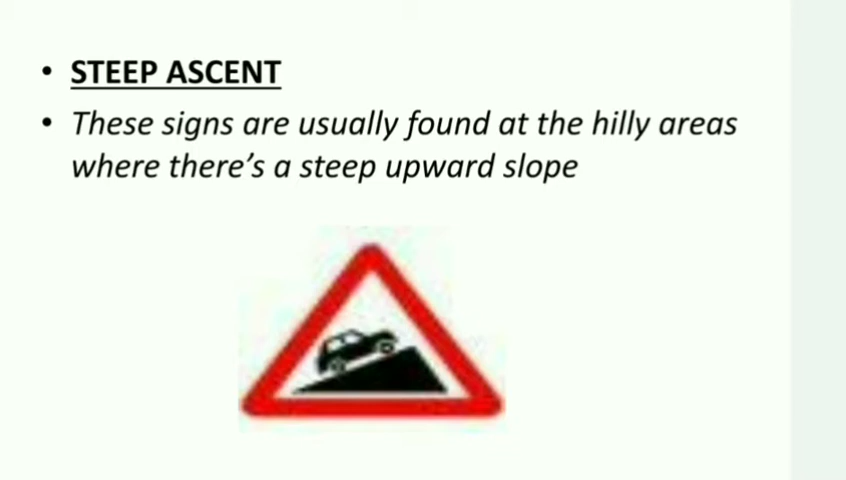 • STEEP ASCENT
• These signs are usually found at the hilly areas
where there’s a steep upward slope